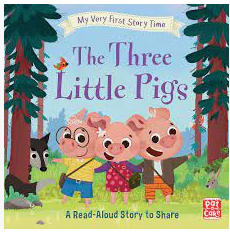 My Very First Story Time
The Three
Little Pigs
A Read-Aloud Story to Share
pat
a
cake